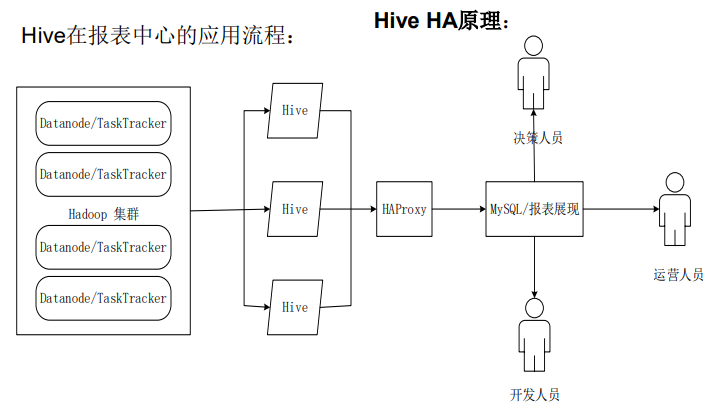 Hive在报表中心的应用流程：
Hive HA原理：
Datanode/TaskTracker
Datanode/TaskTracker
Hadoop 集群
Datanode/TaskTracker
Datanode/TaskTracker
Hive
Hive
Hive
HAProxy
MySQL/报表展现
决策人员
运营人员
开发人员